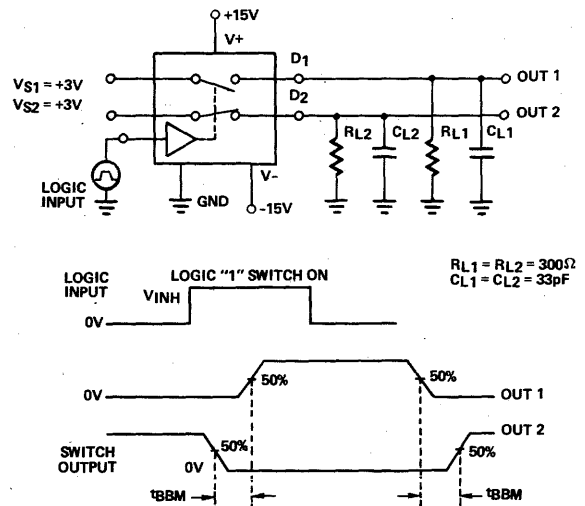 +15V
V+
D1
VS1 = +3V
OUT 1
VS2 = +3V
D2
OUT 2
RL2 CL2 RL1 CL1
LOGIC
INPUT
GND
V-
-15V
RL1 = RL2 = 300Ω
CL1 = CL2 = 33pF
LOGIC
INPUT
LOGIC "1" SWITCH ON
VINH
0V
50%
50%
0V
OUT 1
OUT 2
50%
50%
SWITCH
OUTPUT
0V
tBBM
tBBM